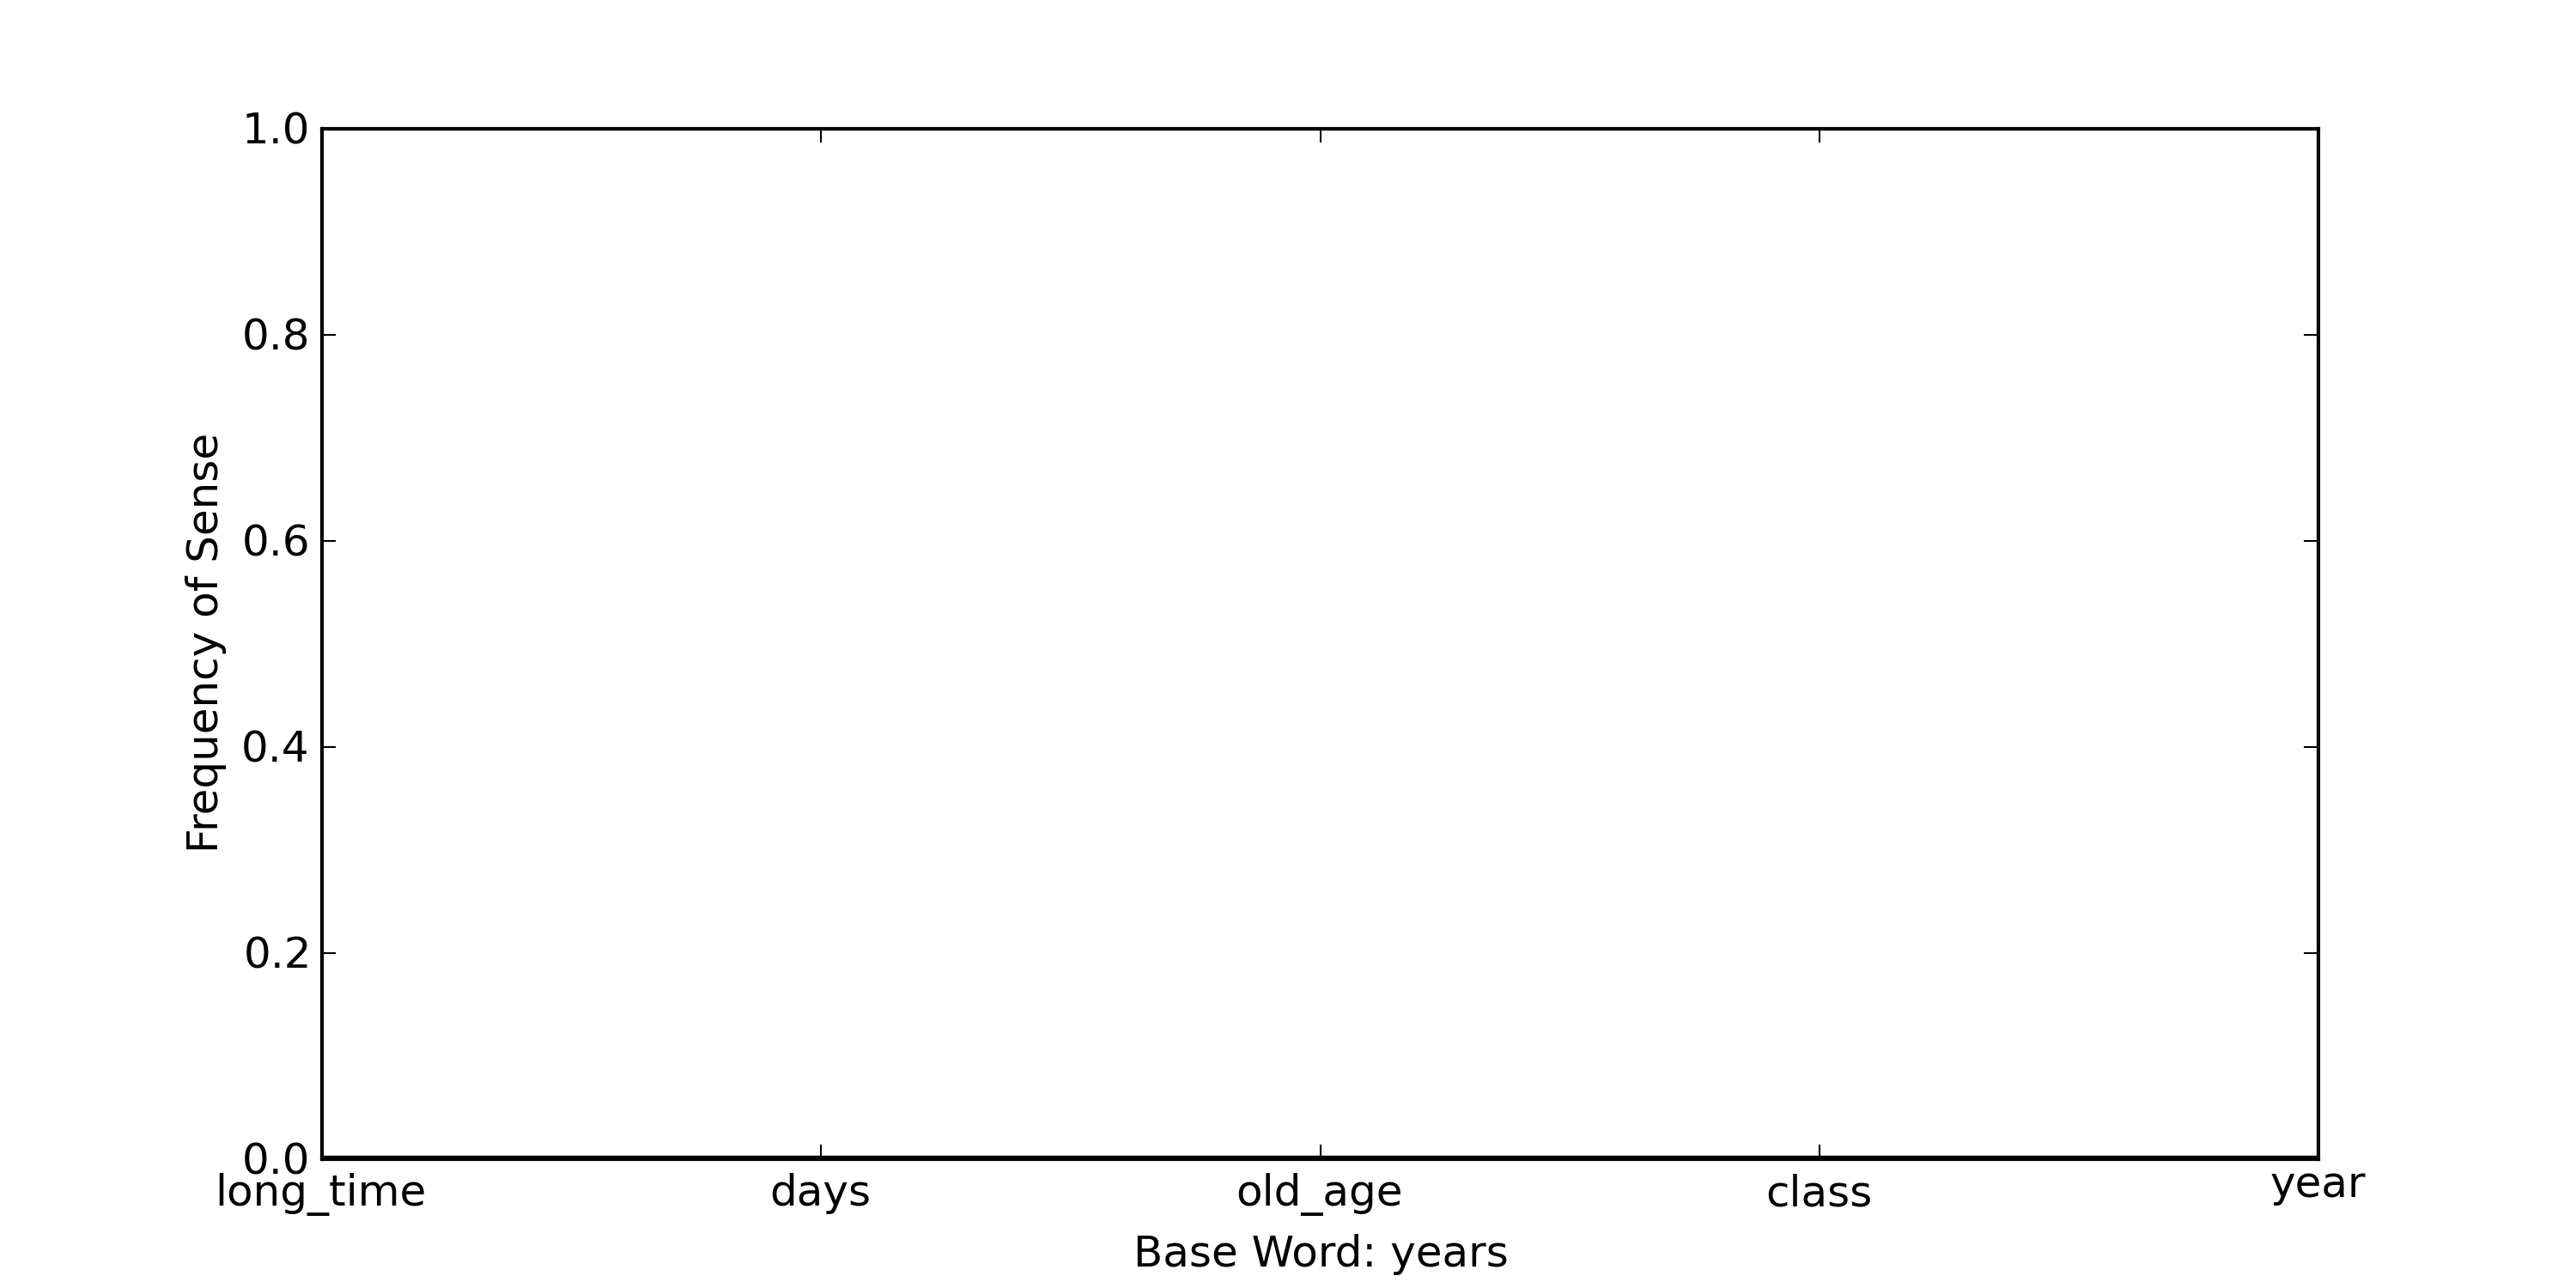 1.0
0.8
0.6
0.4
0.2
0.0
Frequency of Sense
long_time
days
old_age
class
year
Base Word: years